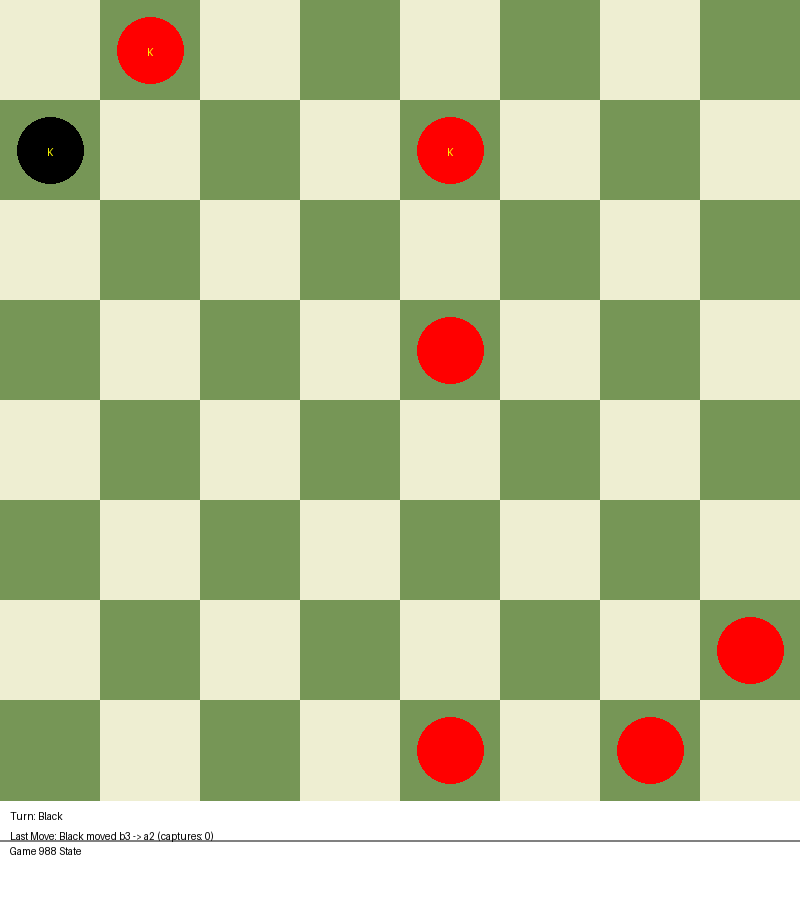 K
K
K
Turn: Black
Last Move: Black moved b3 -> a2 (captures: 0)
Game 988 State